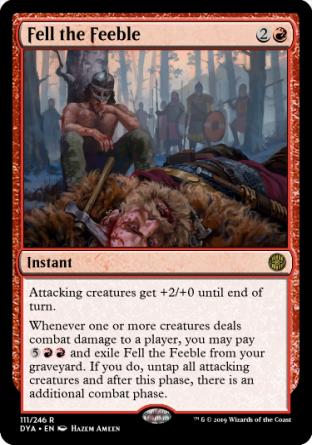 Fell the Feeble 2
Instant
Attacking creatures get +2/+0 until end of
turn.
Whenever one or more creatures deals
combat damage to a player, you may pay
5 and exile Fell the Feeble from your
graveyard. If you do, untap all attacking
creatures and after this phase, there is an
additional combat phase.
111/246 R
DYA • EN Hazem Ameen
™ & © 2019 Wizards of the Coast